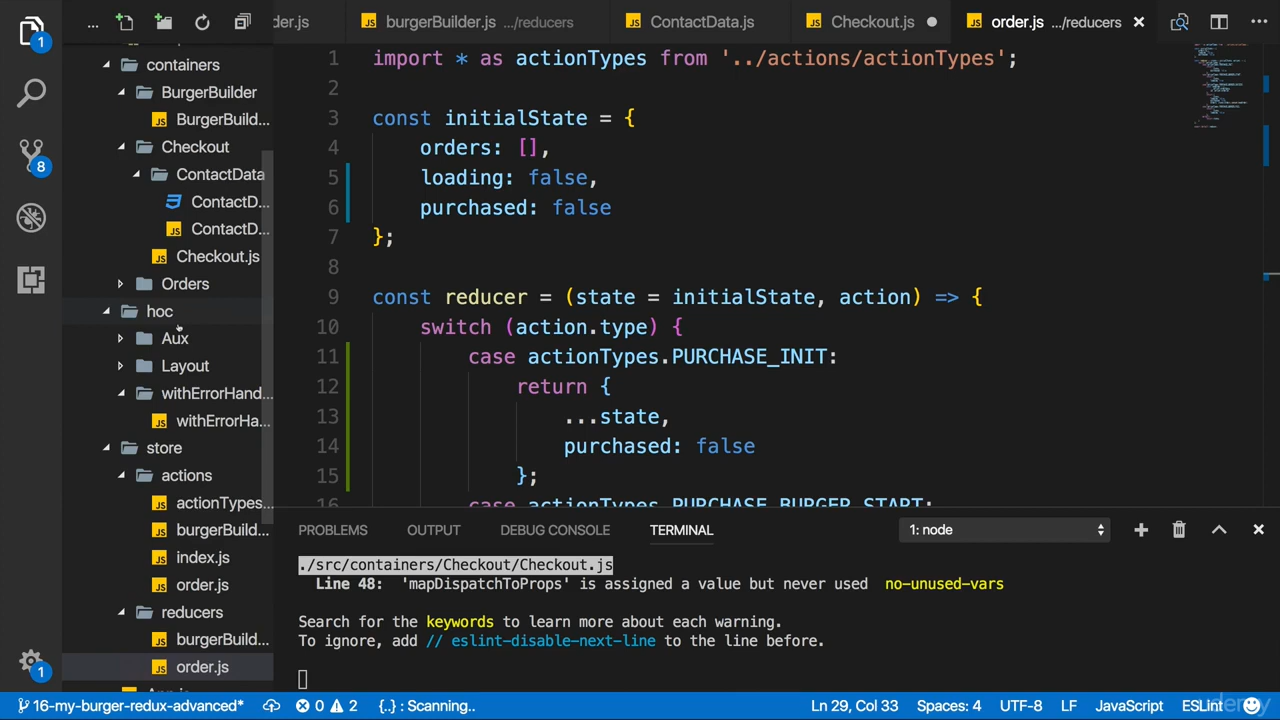 ... der.js burgerBuilder.js .../reducers ContactData.js Checkout.js order.js .../reducers
containers
BurgerBuilder
BurgerBuild...
Checkout
ContactData
ContactD...
ContactD...
Checkout.js
Orders
hoc
Aux
Layout
withErrorHand...
withErrorHa...
store
actions
actionTypes...
burgerBuild...
index.js
order.js
reducers
burgerBuild...
order.js
1 import * as actionTypes from '../actions/actionTypes';
2
3 const initialState = {
4 orders: [],
5 loading: false,
6 purchased: false
7 };
8
9 const reducer = (state = initialState, action) => {
10 switch (action.type) {
11 case actionTypes.PURCHASE_INIT:
12 return {
13 ...state,
14 purchased: false
15 };
16 case actionTypes.PURCHASE_BURGER_START:
PROBLEMS OUTPUT DEBUG CONSOLE TERMINAL 1: node
./src/containers/Checkout/Checkout.js
Line 48: 'mapDispatchToProps' is assigned a value but never used no-unused-vars
Search for the keywords to learn more about each warning.
To ignore, add // eslint-disable-next-line to the line before.
1
8
1
16-my-burger-redux-advanced* 0 2 {..} : Scanning.. Ln 29, Col 33 Spaces: 4 UTF-8 LF JavaScript ESLint
udemy